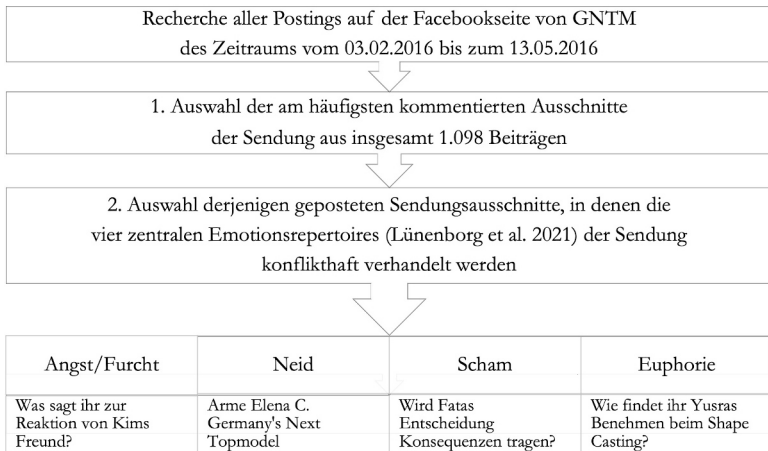 Recherche aller Postings auf der Facebookseite von GNTM
des Zeitraums vom 03.02.2016 bis zum 13.05.2016
1. Auswahl der am häufigsten kommentierten Ausschnitte
der Sendung aus insgesamt 1.098 Beiträgen
2. Auswahl derjenigen geposteten Sendungsausschnitte, in denen die
vier zentralen Emotionsrepertoires (Lünenborg et al. 2021) der Sendung
konflikthaft verhandelt werden
Angst/Furcht
Neid
Scham
Euphorie
Was sagt ihr zur
Reaktion von Kims
Freund?
Arme Elena C.
Germany's Next
Topmodel
Wird Fatas
Entscheidung
Konsequenzen tragen?
Wie findet ihr Yusras
Benehmen beim Shape
Casting?